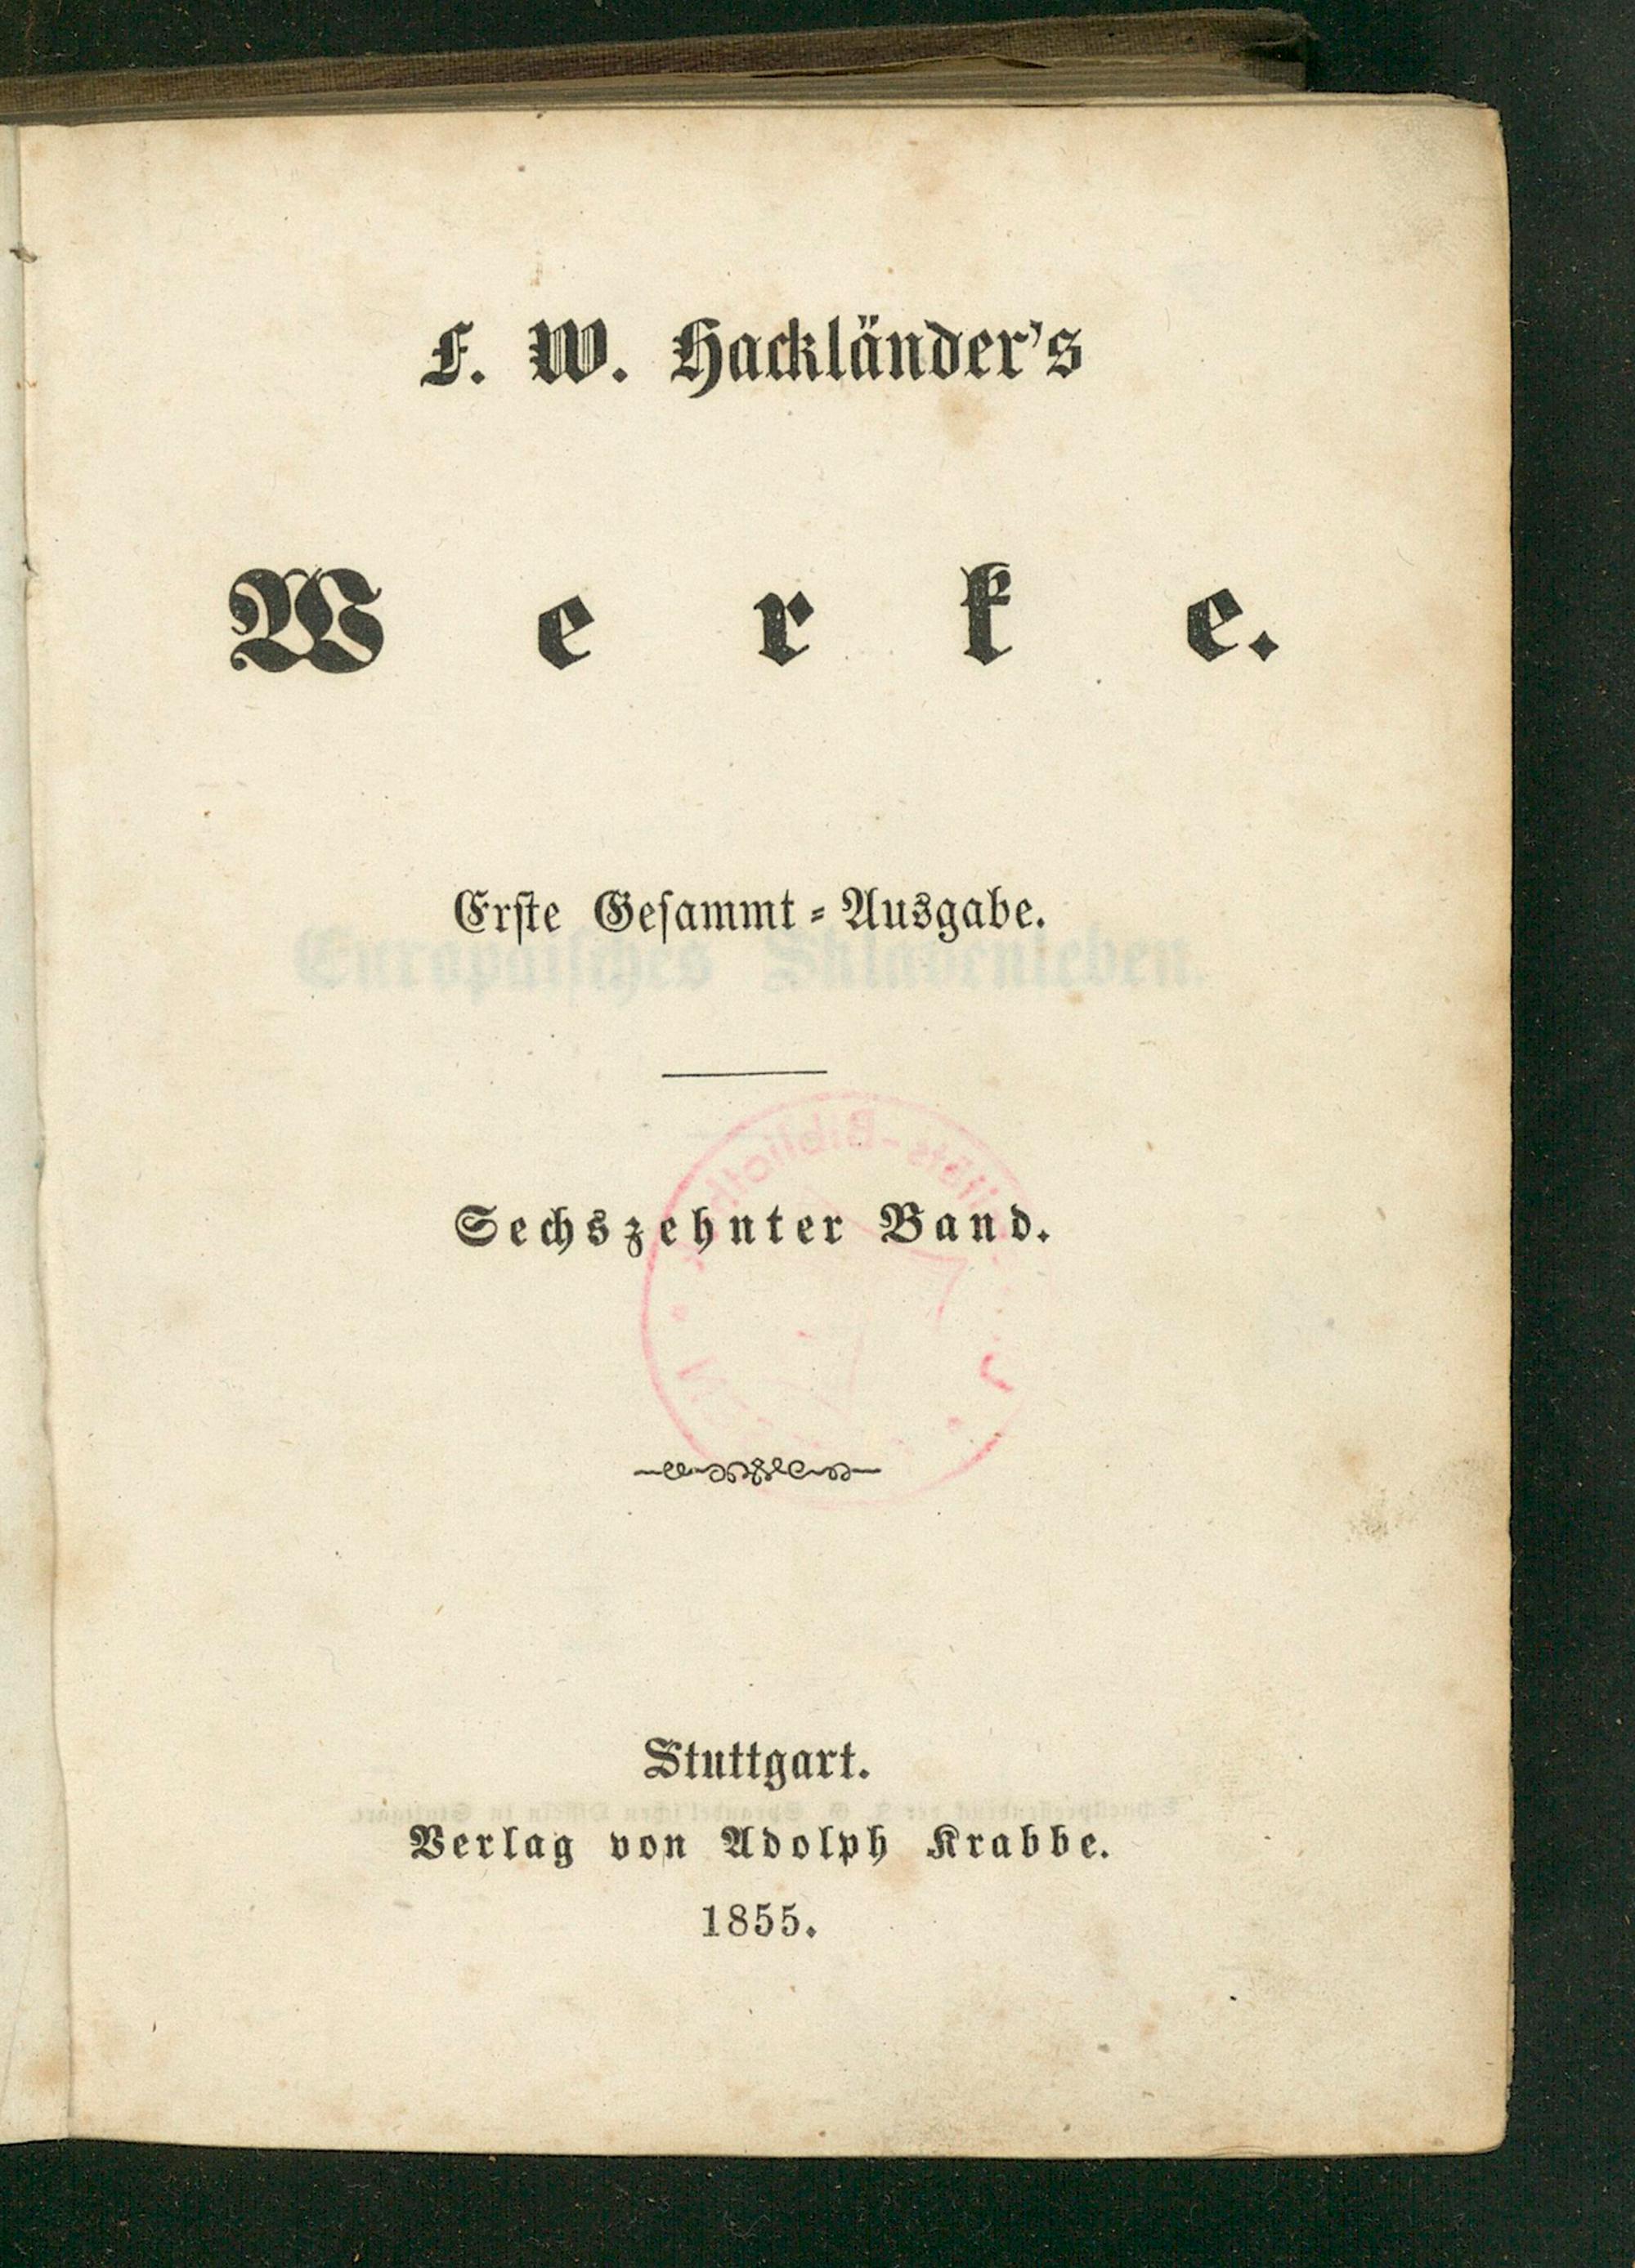 F. W. Hackländer's
Werke.
Erste Gesammt-Ausgabe.
Europäisches Sklavenleben.
Sechszehnter Band.
Stuttgart.
Verlag von Adolph Krabbe.
1855.